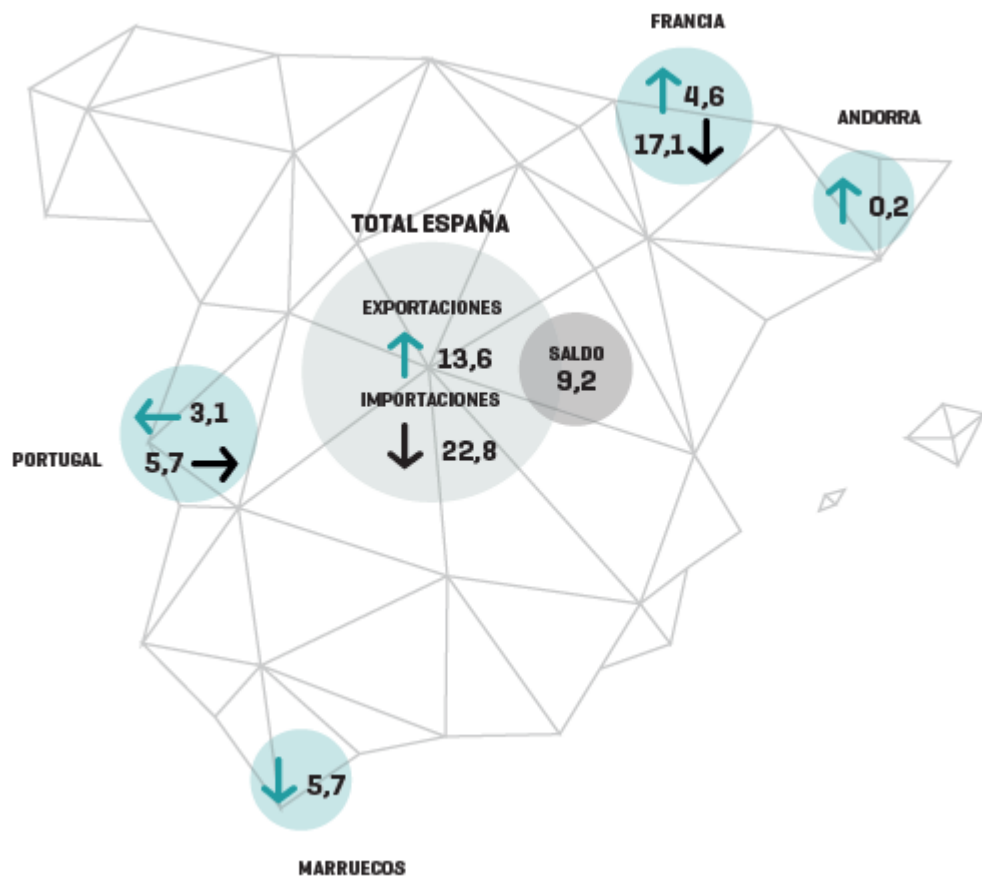 FRANCIA
4,6
17,1
ANDORRA
0,2
TOTAL ESPAÑA
EXPORTACIONES
13,6
SALDO
9,2
IMPORTACIONES
22,8
3,1
PORTUGAL
5,7
5,7
MARRUECOS